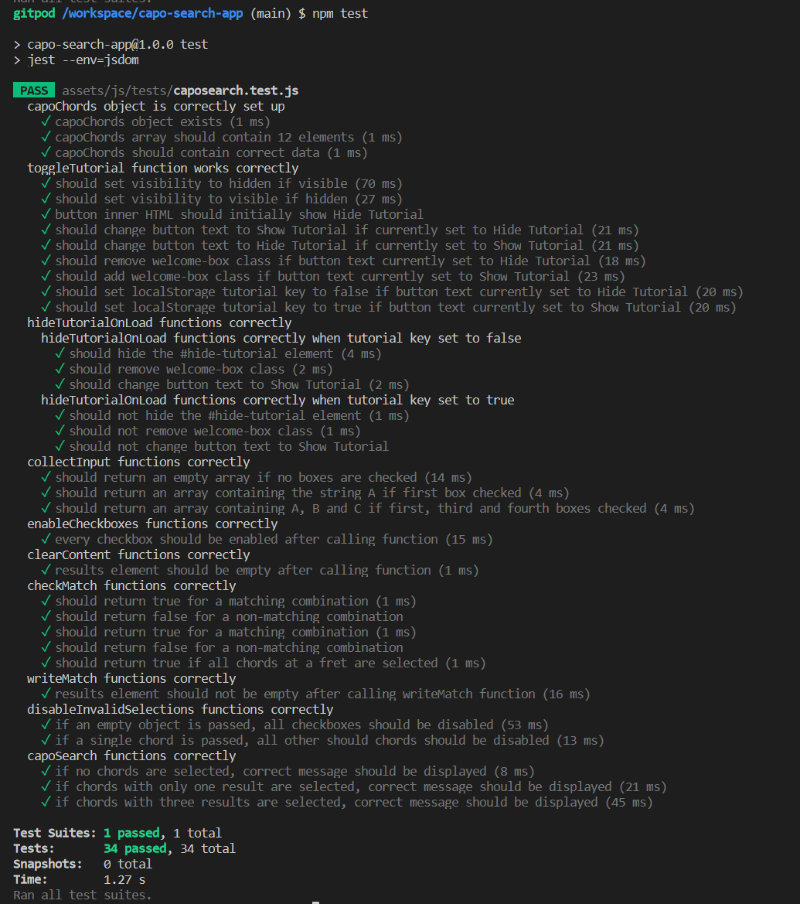 Ran all test suites.
gitpod /workspace/capo-search-app (main) $ npm test
> capo-search-app@1.0.0 test
> jest --env=jsdom
PASS assets/js/tests/caposearch.test.js
capoChords object is correctly set up
✓ capoChords object exists (1 ms)
✓ capoChords array should contain 12 elements (1 ms)
✓ capoChords should contain correct data (1 ms)
toggleTutorial function works correctly
✓ should set visibility to hidden if visible (70 ms)
✓ should set visibility to visible if hidden (27 ms)
✓ button inner HTML should initially show Hide Tutorial
✓ should change button text to Show Tutorial if currently set to Hide Tutorial (21 ms)
✓ should change button text to Hide Tutorial if currently set to Show Tutorial (21 ms)
✓ should remove welcome-box class if button text currently set to Hide Tutorial (18 ms)
✓ should add welcome-box class if button text currently set to Show Tutorial (23 ms)
✓ should set localStorage tutorial key to false if button text currently set to Hide Tutorial (20 ms)
✓ should set localStorage tutorial key to true if button text currently set to Show Tutorial (20 ms)
hideTutorialOnLoad functions correctly
hideTutorialOnLoad functions correctly when tutorial key set to false
✓ should hide the #hide-tutorial element (4 ms)
✓ should remove welcome-box class (2 ms)
✓ should change button text to Show Tutorial (2 ms)
hideTutorialOnLoad functions correctly when tutorial key set to true
✓ should not hide the #hide-tutorial element (1 ms)
✓ should not remove welcome-box class (1 ms)
✓ should not change button text to Show Tutorial
collectInput functions correctly
✓ should return an empty array if no boxes are checked (14 ms)
✓ should return an array containing the string A if first box checked (4 ms)
✓ should return an array containing A, B and C if first, third and fourth boxes checked (4 ms)
enableCheckboxes functions correctly
✓ every checkbox should be enabled after calling function (15 ms)
clearContent functions correctly
✓ results element should be empty after calling function (1 ms)
checkMatch functions correctly
✓ should return true for a matching combination (1 ms)
✓ should return false for a non-matching combination
✓ should return true for a matching combination (1 ms)
✓ should return false for a non-matching combination
✓ should return true if all chords at a fret are selected (1 ms)
writeMatch functions correctly
✓ results element should not be empty after calling writeMatch function (16 ms)
disableInvalidSelections functions correctly
✓ if an empty object is passed, all checkboxes should be disabled (53 ms)
✓ if a single chord is passed, all other should chords should be disabled (13 ms)
capoSearch functions correctly
✓ if no chords are selected, correct message should be displayed (8 ms)
✓ if chords with only one result are selected, correct message should be displayed (21 ms)
✓ if chords with three results are selected, correct message should be displayed (45 ms)
Test Suites: 1 passed, 1 total
Tests: 34 passed, 34 total
Snapshots: 0 total
Time: 1.27 s
Ran all test suites.